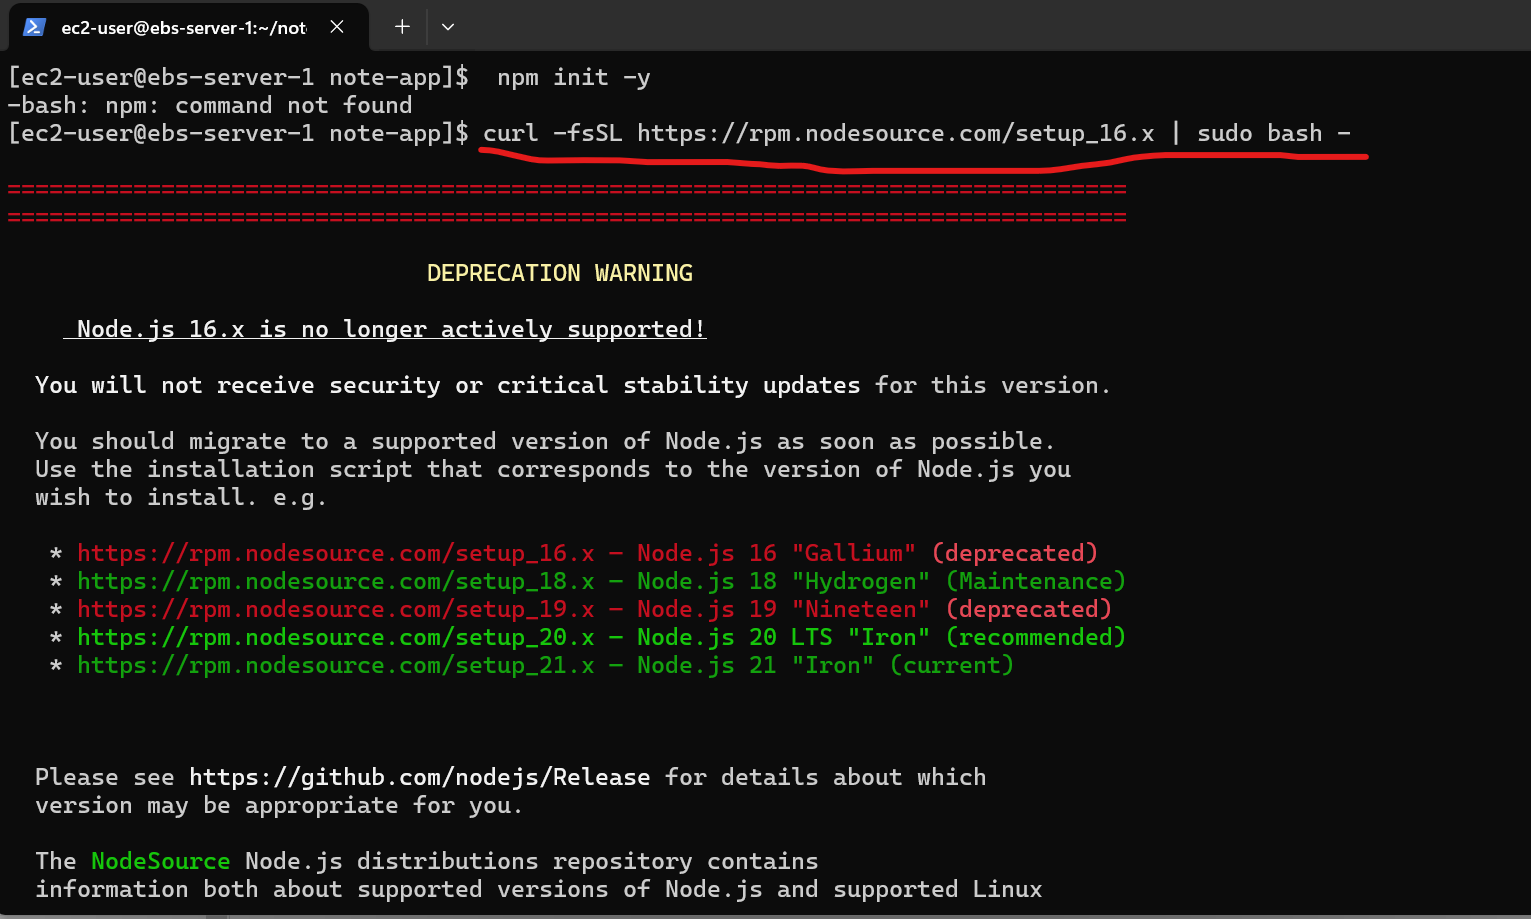 ec2-user@ebs-server-1:~/not
[ec2-user@ebs-server-1 note-app]$  npm init -y
-bash: npm: command not found
[ec2-user@ebs-server-1 note-app]$ curl -fsSL https://rpm.nodesource.com/setup_16.x | sudo bash -
================================================================================
================================================================================
DEPRECATION WARNING
Node.js 16.x is no longer actively supported!
You will not receive security or critical stability updates for this version.
You should migrate to a supported version of Node.js as soon as possible.
Use the installation script that corresponds to the version of Node.js you
wish to install. e.g.
* https://rpm.nodesource.com/setup_16.x — Node.js 16 "Gallium" (deprecated)
* https://rpm.nodesource.com/setup_18.x — Node.js 18 "Hydrogen" (Maintenance)
* https://rpm.nodesource.com/setup_19.x — Node.js 19 "Nineteen" (deprecated)
* https://rpm.nodesource.com/setup_20.x — Node.js 20 LTS "Iron" (recommended)
* https://rpm.nodesource.com/setup_21.x — Node.js 21 "Iron" (current)
Please see https://github.com/nodejs/Release for details about which
version may be appropriate for you.
The NodeSource Node.js distributions repository contains
information both about supported versions of Node.js and supported Linux